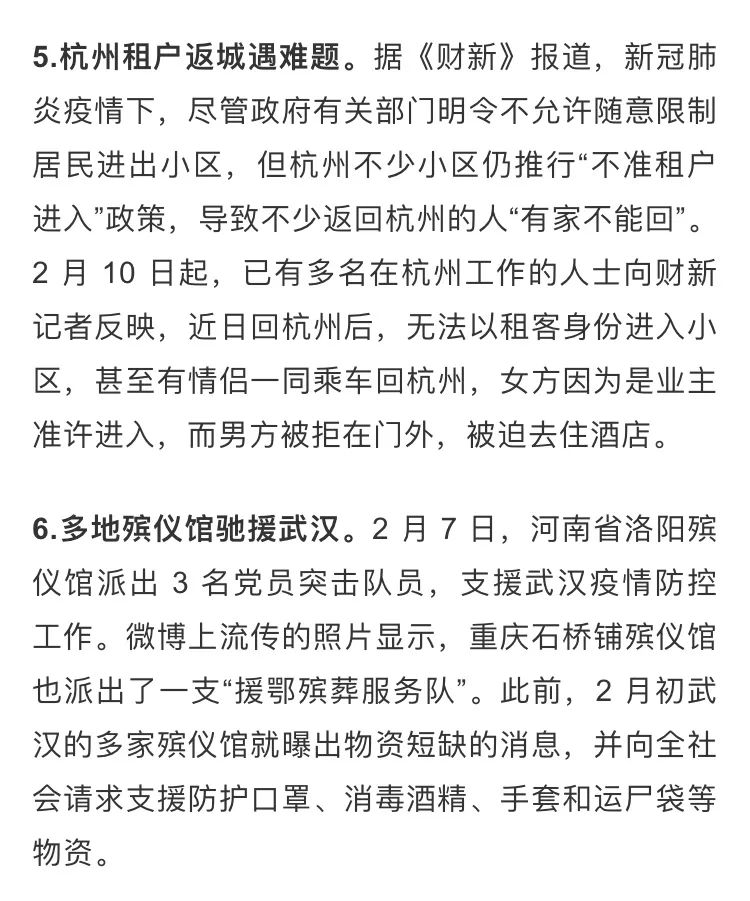 5.杭州租户返城遇难题。据《财新》报道，新冠肺
炎疫情下，尽管政府有关部门明令不允许随意限制
居民进出小区，但杭州不少小区仍推行“不准租户
进入”政策，导致不少返回杭州的人“有家不能回”。
2 月 10 日起，已有多名在杭州工作的人士向财新
记者反映，近日回杭州后，无法以租客身份进入小
区，甚至有情侣一同乘车回杭州，女方因为是业主
准许进入，而男方被拒在门外，被迫去住酒店。
6.多地殡仪馆驰援武汉。2 月 7 日，河南省洛阳殡
仪馆派出 3 名党员突击队员，支援武汉疫情防控
工作。微博上流传的照片显示，重庆石桥铺殡仪馆
也派出了一支“援鄂殡葬服务队”。此前，2 月初武
汉的多家殡仪馆就曝出物资短缺的消息，并向全社
会请求支援防护口罩、消毒酒精、手套和运尸袋等
物资。